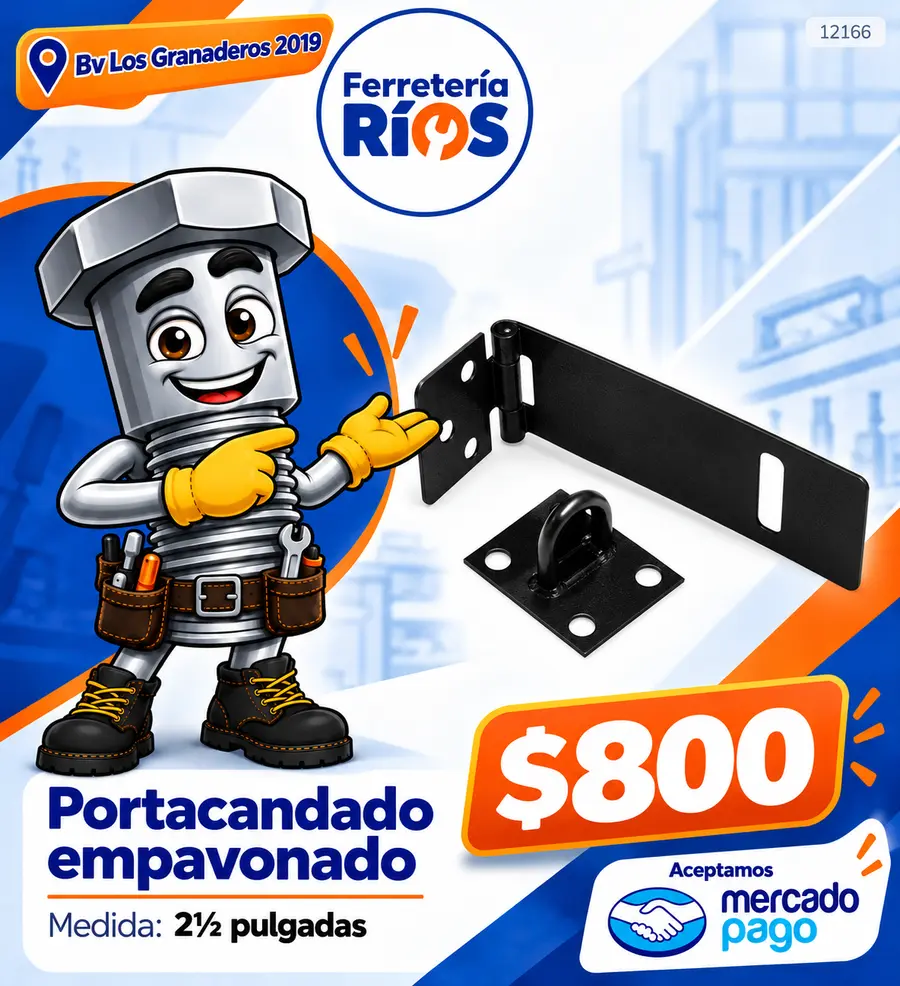 Bv Los Granaderos 2019
Ferretería
RÍOS
12166
$800
Portacandado
empavonado
Medida: 2½ pulgadas
Aceptamos
mercado
pago